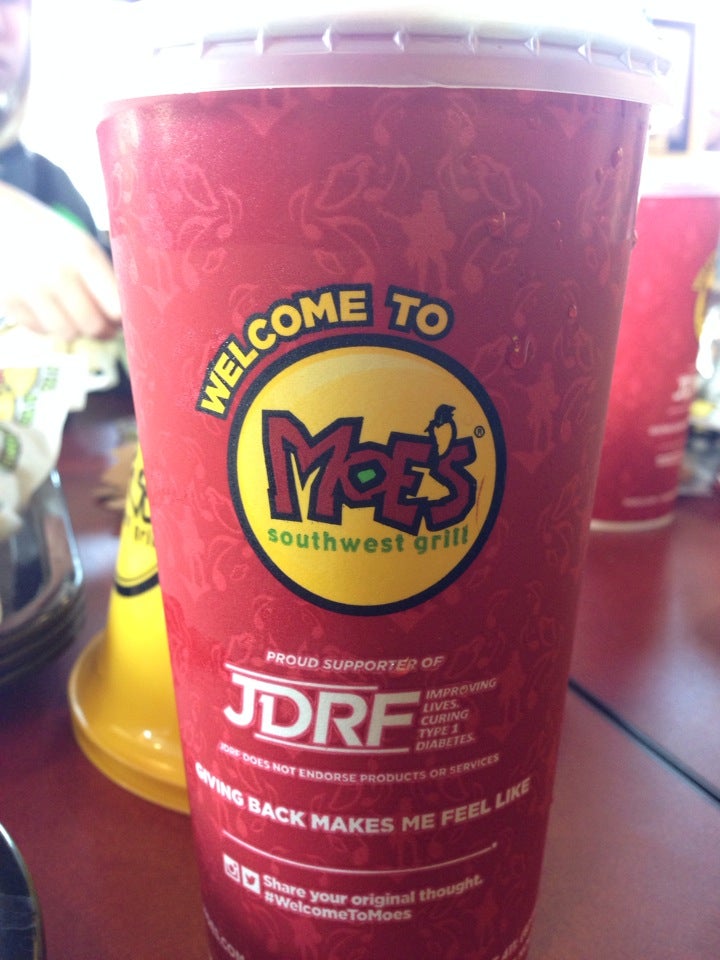 WELCOME TO
MOE'S®
southwest grill
PROUD SUPPORTER OF
JDRF
IMPROVING
LIVES.
CURING
TYPE 1
DIABETES.
JDRF DOES NOT ENDORSE PRODUCTS OR SERVICES
GIVING BACK MAKES ME FEEL LIKE
Share your original thought.
#WelcomeToMoes